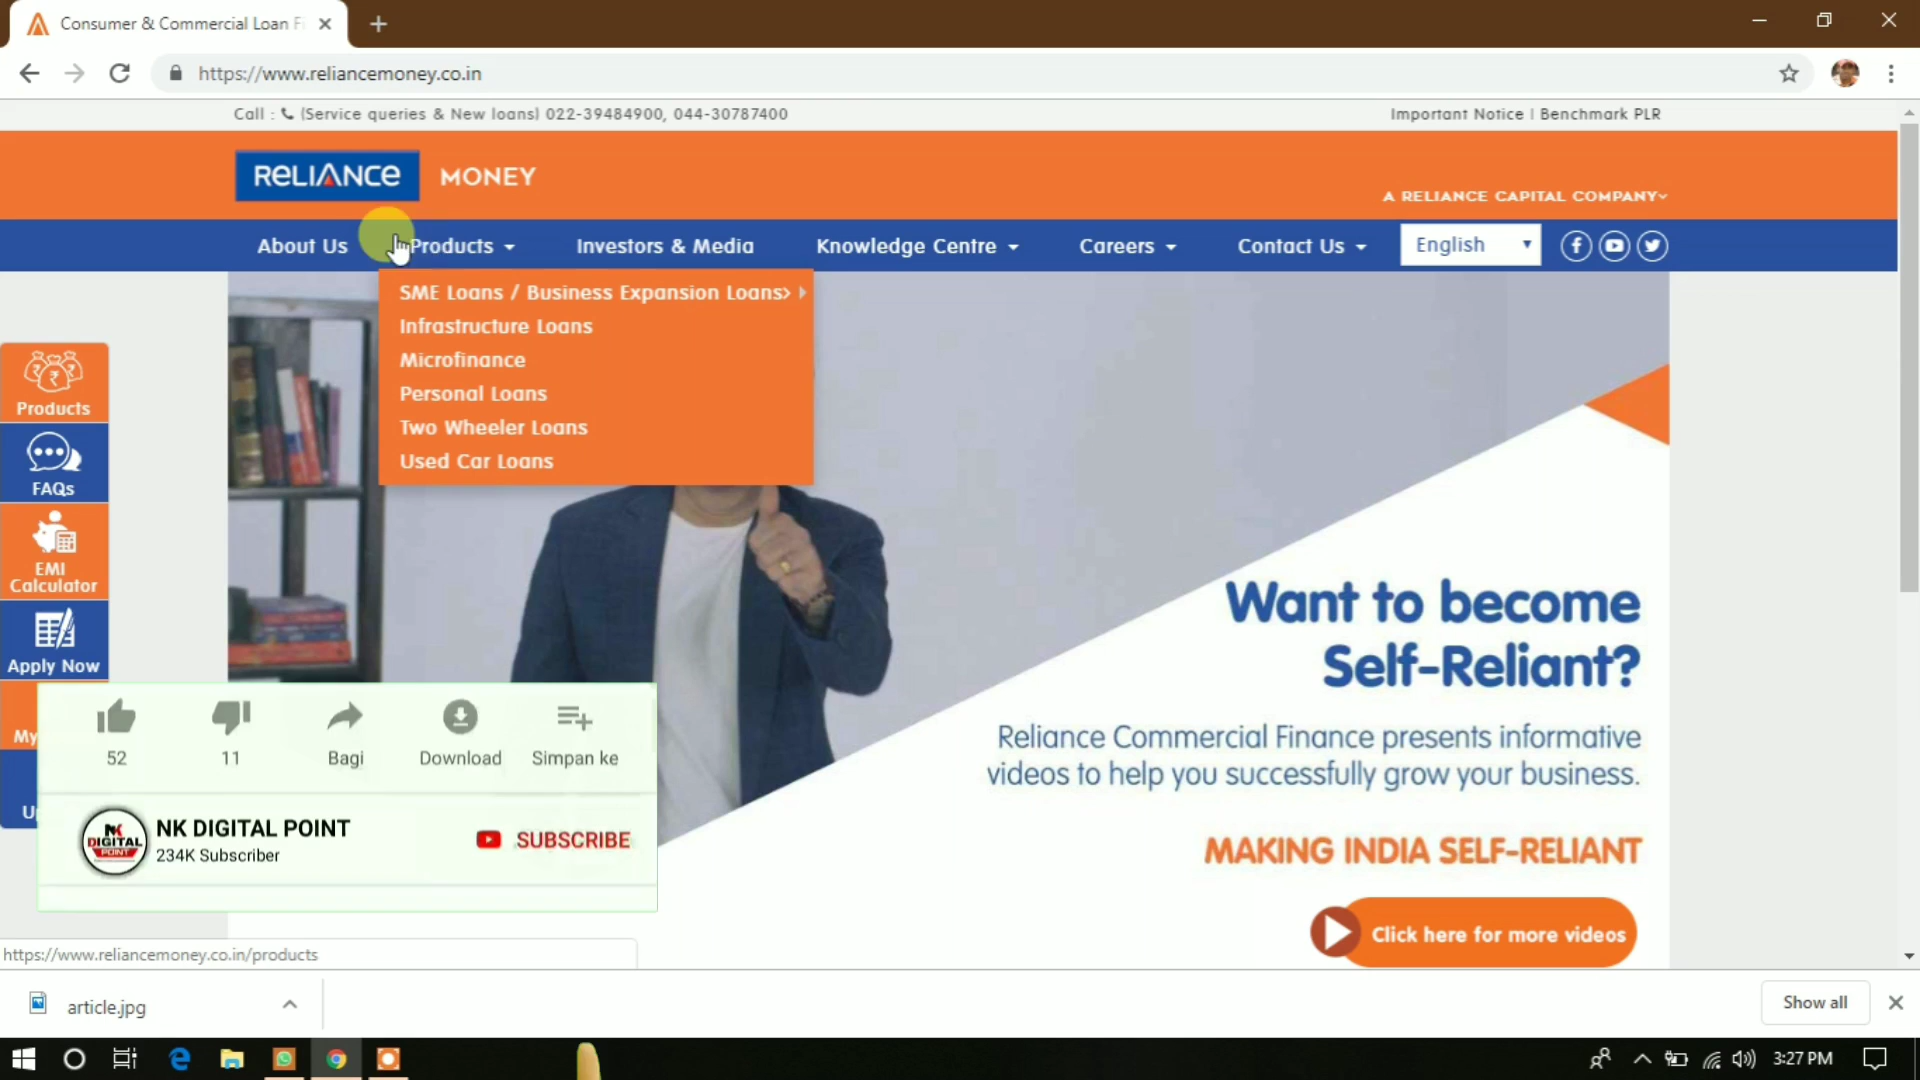 Consumer & Commercial Loan Fi
https://www.reliancemoney.co.in
Call : (Service queries & New loans) 022-39484900, 044-30787400
Important Notice | Benchmark PLR
RELIANCE MONEY
A RELIANCE CAPITAL COMPANY
About Us Products Investors & Media Knowledge Centre Careers Contact Us English
SME Loans / Business Expansion Loans>
Infrastructure Loans
Microfinance
Personal Loans
Two Wheeler Loans
Used Car Loans
Products
FAQs
EMI
Calculator
Apply Now
My
Want to become
Self-Reliant?
Reliance Commercial Finance presents informative
videos to help you successfully grow your business.
MAKING INDIA SELF-RELIANT
Click here for more videos
52 11 Bagi Download Simpan ke
NK DIGITAL POINT
234K Subscriber
SUBSCRIBE
NK
DIGITAL
POINT
https://www.reliancemoney.co.in/products
article.jpg
Show all
3:27 PM